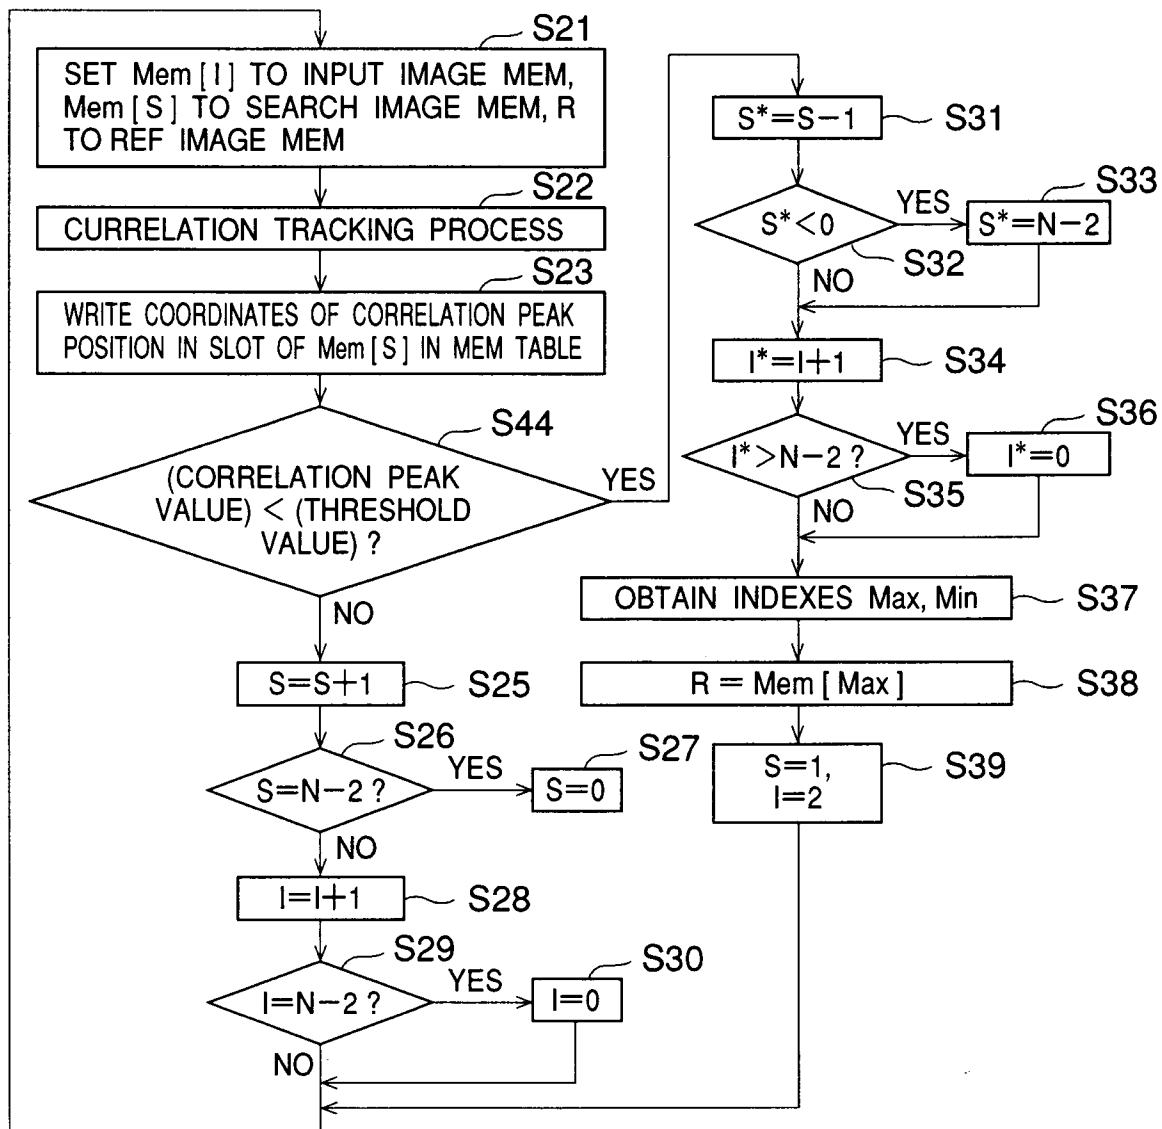 S21
SET Mem[I] TO INPUT IMAGE MEM,
Mem[S] TO SEARCH IMAGE MEM, R
TO REF IMAGE MEM
S22
CURRELATION TRACKING PROCESS
S23
WRITE COORDINATES OF CORRELATION PEAK
POSITION IN SLOT OF Mem[S] IN MEM TABLE
S44
(CORRELATION PEAK
VALUE) < (THRESHOLD
VALUE) ?
YES
NO
S=S+1
S25
S26
S=N-2 ?
YES
S27
S=0
NO
I=I+1
S28
S29
I=N-2 ?
YES
S30
I=0
NO
S*=S-1
S31
S*<0
S32
YES
S33
S*=N-2
NO
I*=I+1
S34
I*>N-2 ?
S35
YES
S36
I*=0
NO
OBTAIN INDEXES Max, Min
S37
R = Mem [ Max ]
S38
S=1,
I=2
S39